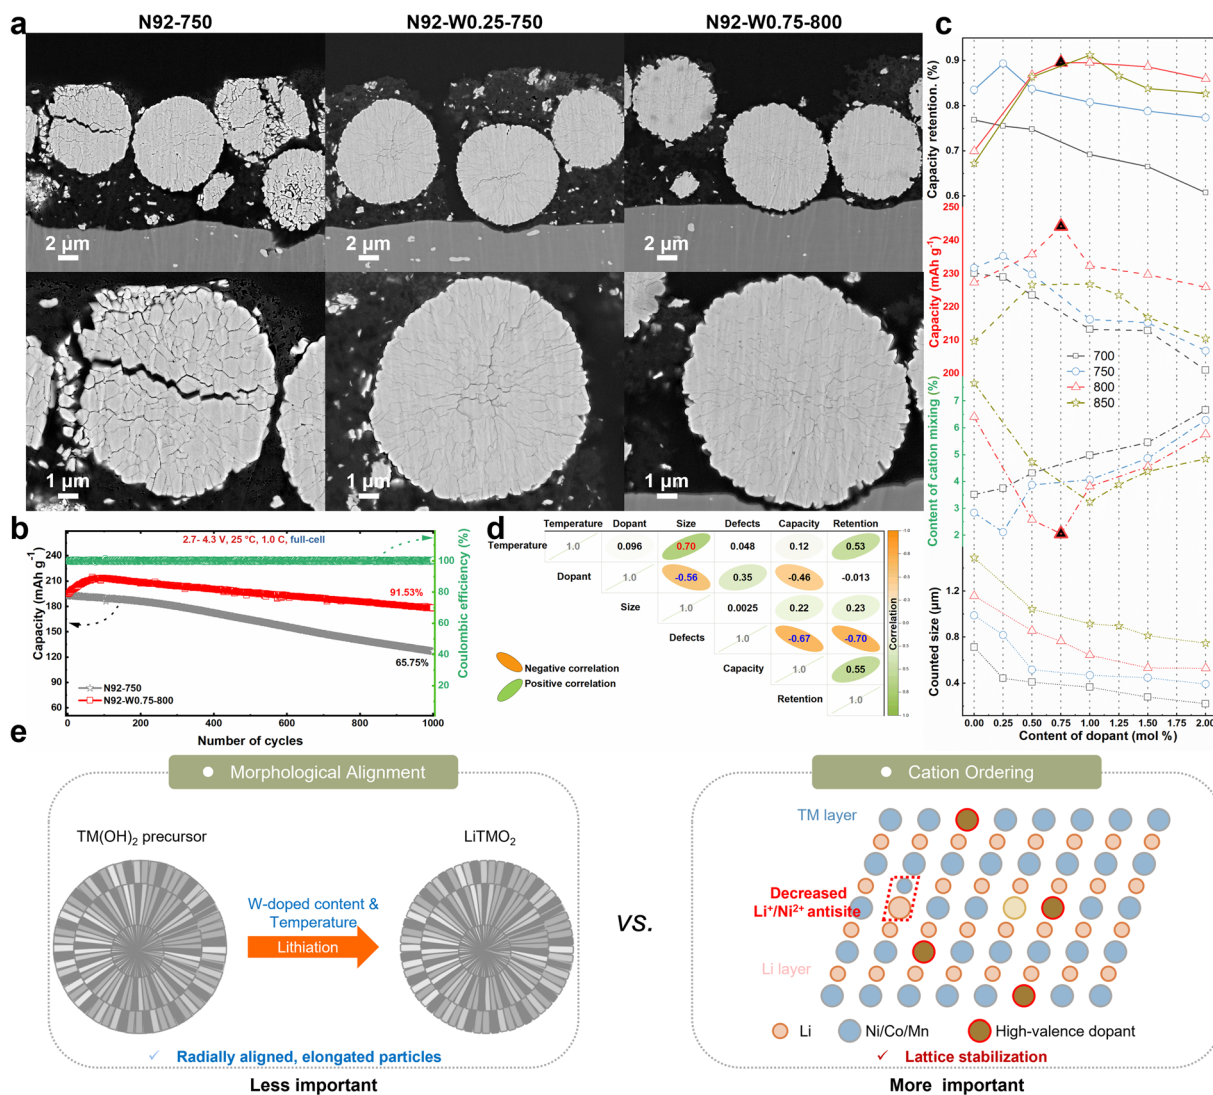 a
N92-750
N92-W0.25-750
N92-W0.75-800
2 μm
2 μm
2 μm
1 μm
1 μm
1 μm
b
2.7- 4.3 V, 25 °C, 1.0 C, full-cell
91.53%
65.75%
N92-750
N92-W0.75-800
Capacity (mAh g⁻¹)
210
180
150
120
90
60
0
200
400
600
800
1000
Number of cycles
Coulombic efficiency (%)
100
80
60
40
20
c
Capacity retention. (%)
0.9
0.8
0.7
0.6
Capacity (mAh g⁻¹)
250
240
230
220
210
200
700
750
800
850
Content of cation mixing (%)
7
6
5
4
3
2
Counted size (μm)
1.2
0.8
0.4
0.00 0.25 0.50 0.75 1.00 1.25 1.50 1.75 2.00
Content of dopant (mol %)
d
Temperature Dopant Size Defects Capacity Retention
Temperature 1.0 0.096 0.70 0.048 0.12 0.53
Dopant 1.0 -0.56 0.35 -0.46 -0.013
Size 1.0 0.0025 0.22 0.23
Defects 1.0 -0.67 -0.70
Capacity 1.0 0.55
Retention 1.0
Negative correlation
Positive correlation
Correlation
-1.0
1.0
e
Morphological Alignment
TM(OH)₂ precursor
LiTMO₂
W-doped content &
Temperature
Lithiation
✓ Radially aligned, elongated particles
Less important
VS.
Cation Ordering
TM layer
Decreased
Li⁺/Ni²⁺ antisite
Li layer
Li
Ni/Co/Mn
High-valence dopant
✓ Lattice stabilization
More important